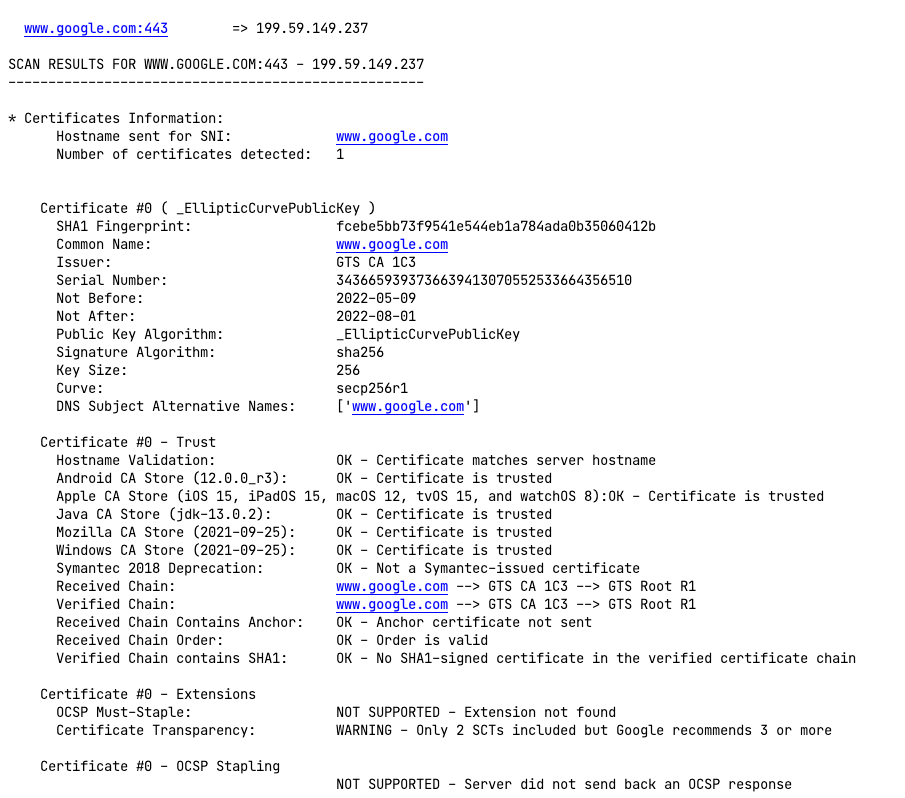 www.google.com:443 => 199.59.149.237
SCAN RESULTS FOR WWW.GOOGLE.COM:443 - 199.59.149.237
----------------------------------------------------
* Certificates Information:
Hostname sent for SNI: www.google.com
Number of certificates detected: 1
Certificate #0 ( _EllipticCurvePublicKey )
SHA1 Fingerprint: fcebe5bb73f9541e544eb1a784ada0b35060412b
Common Name: www.google.com
Issuer: GTS CA 1C3
Serial Number: 3436659393736639413070552533664356510
Not Before: 2022-05-09
Not After: 2022-08-01
Public Key Algorithm: _EllipticCurvePublicKey
Signature Algorithm: sha256
Key Size: 256
Curve: secp256r1
DNS Subject Alternative Names: ['www.google.com']
Certificate #0 - Trust
Hostname Validation: OK - Certificate matches server hostname
Android CA Store (12.0.0_r3): OK - Certificate is trusted
Apple CA Store (iOS 15, iPadOS 15, macOS 12, tvOS 15, and watchOS 8):OK - Certificate is trusted
Java CA Store (jdk-13.0.2): OK - Certificate is trusted
Mozilla CA Store (2021-09-25): OK - Certificate is trusted
Windows CA Store (2021-09-25): OK - Certificate is trusted
Symantec 2018 Deprecation: OK - Not a Symantec-issued certificate
Received Chain: www.google.com --> GTS CA 1C3 --> GTS Root R1
Verified Chain: www.google.com --> GTS CA 1C3 --> GTS Root R1
Received Chain Contains Anchor: OK - Anchor certificate not sent
Received Chain Order: OK - Order is valid
Verified Chain contains SHA1: OK - No SHA1-signed certificate in the verified certificate chain
Certificate #0 - Extensions
OCSP Must-Staple: NOT SUPPORTED - Extension not found
Certificate Transparency: WARNING - Only 2 SCTs included but Google recommends 3 or more
Certificate #0 - OCSP Stapling
NOT SUPPORTED - Server did not send back an OCSP response